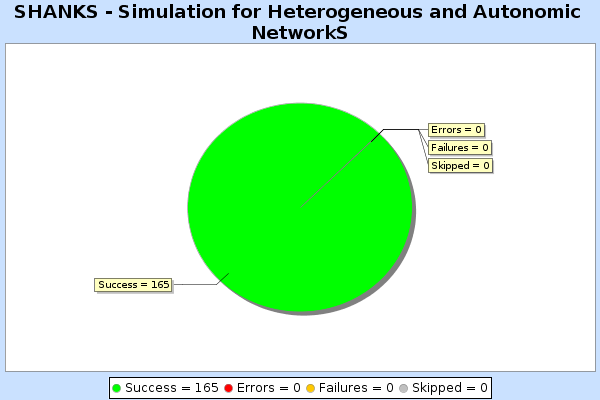 SHANKS - Simulation for Heterogeneous and Autonomic
NetworkS
Errors = 0
Failures = 0
Skipped = 0
Success = 165
Success = 165 Errors = 0 Failures = 0 Skipped = 0